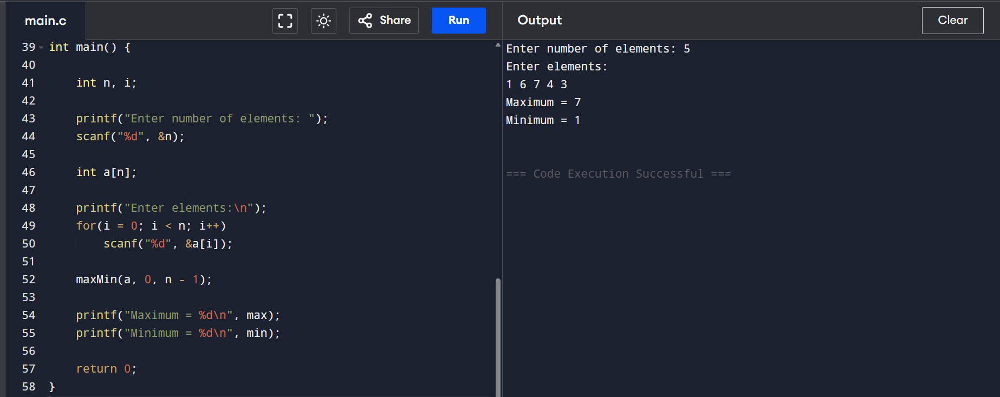 main.c
Share
Run
39 int main() {
40
41     int n, i;
42
43     printf("Enter number of elements: ");
44     scanf("%d", &n);
45
46     int a[n];
47
48     printf("Enter elements:\n");
49     for(i = 0; i < n; i++)
50         scanf("%d", &a[i]);
51
52     maxMin(a, 0, n - 1);
53
54     printf("Maximum = %d\n", max);
55     printf("Minimum = %d\n", min);
56
57     return 0;
58 }
Output
Clear
Enter number of elements: 5
Enter elements:
1 6 7 4 3
Maximum = 7
Minimum = 1
=== Code Execution Successful ===